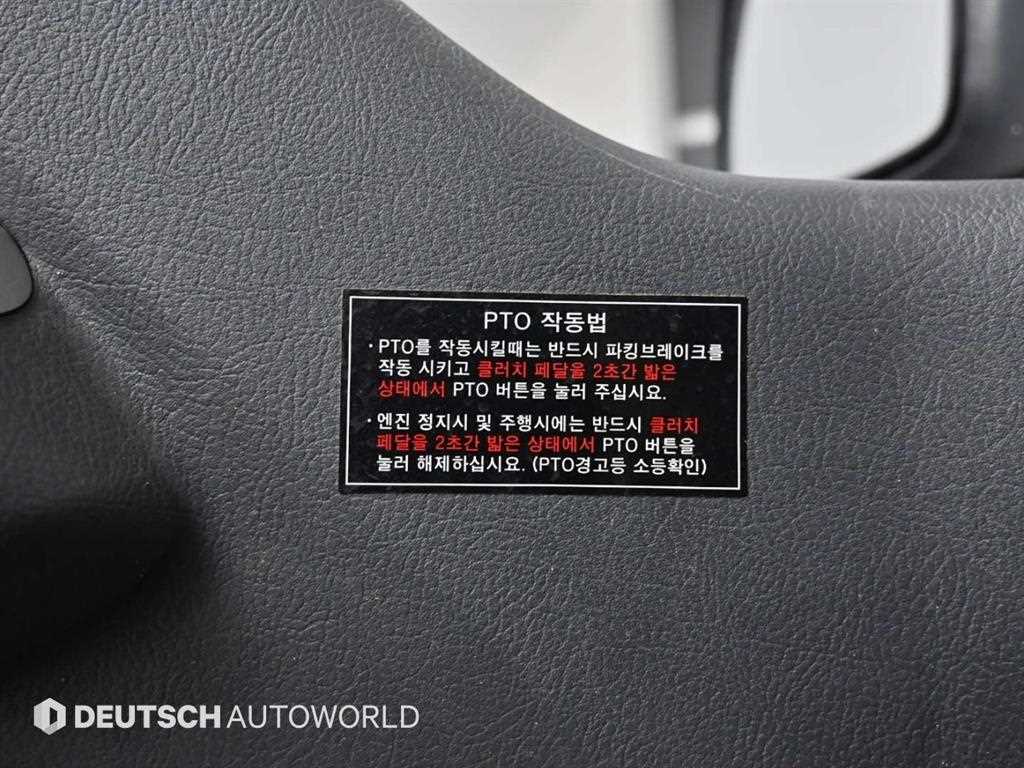 PTO 작동법
· PTO를 작동시킬때는 반드시 파킹브레이크를
작동 시키고 클러치 페달을 2초간 밟은
상태에서 PTO 버튼을 눌러 주십시요.
· 엔진 정지시 및 주행시에는 반드시 클러치
페달을 2초간 밟은 상태에서 PTO 버튼을
눌러 해제하십시요. (PTO경고등 소등확인)
DEUTSCH AUTOWORLD